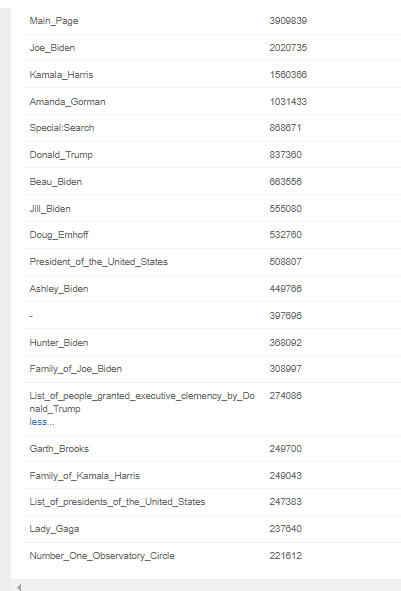 Main_Page 3909839
Joe_Biden 2020735
Kamala_Harris 1560366
Amanda_Gorman 1031433
Special:Search 868671
Donald_Trump 837360
Beau_Biden 663556
Jill_Biden 555080
Doug_Emhoff 532760
President_of_the_United_States 508807
Ashley_Biden 449766
- 397696
Hunter_Biden 368092
Family_of_Joe_Biden 308997
List_of_people_granted_executive_clemency_by_Do 274086
nald_Trump
less...
Garth_Brooks 249700
Family_of_Kamala_Harris 249043
List_of_presidents_of_the_United_States 247383
Lady_Gaga 237640
Number_One_Observatory_Circle 221612